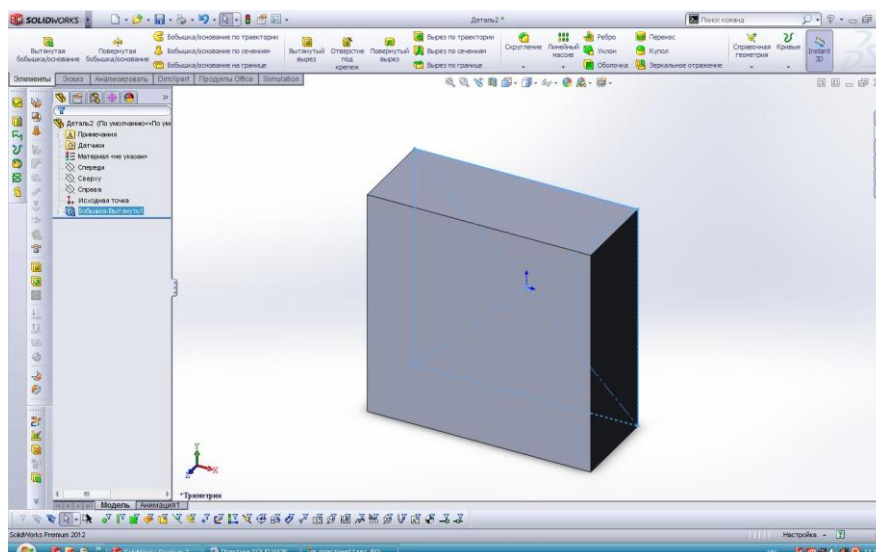 SOLIDWORKS
Деталь2 *
Поиск команд
Вытянутая бобышка/основание
Повернутая бобышка/основание
Бобышка/основание по траектории
Бобышка/основание по сечениям
Бобышка/основание на границе
Вытянутый вырез
Отверстие под крепеж
Повернутый вырез
Вырез по траектории
Вырез по сечениям
Вырез по границе
Скругление
Линейный массив
Ребро
Уклон
Оболочка
Перенос
Купол
Зеркальное отражение
Справочная геометрия
Кривые
Instant 3D
Элементы
Эскиз
Анализировать
DimXpert
Продукты Office
Simulation
Деталь2 (По умолчанию<<По ум
Примечания
Датчики
Материал <не указан>
Спереди
Сверху
Справа
Исходная точка
Бобышка-Вытянуть1
Y
X
Z
*Триметрия
Модель
Анимация1
SolidWorks Premium 2012
Настройка